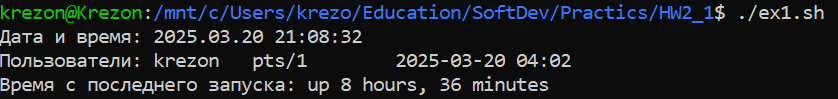 krezon@Krezon:/mnt/c/Users/krezo/Education/SoftDev/Practics/HW2_1$ ./ex1.sh
Дата и время: 2025.03.20 21:08:32
Пользователи: krezon   pts/1        2025-03-20 04:02
Время с последнего запуска: up 8 hours, 36 minutes